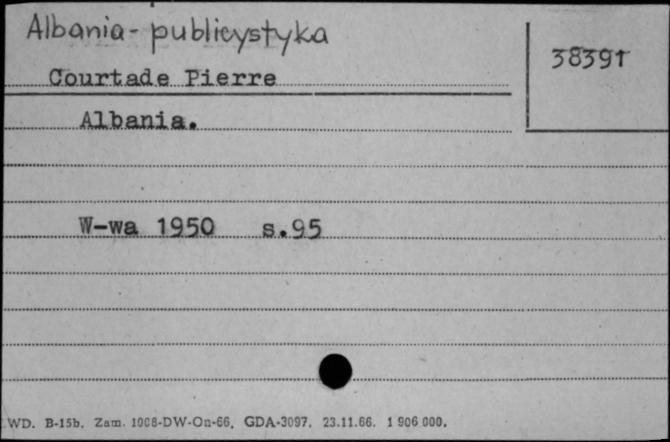 Albania - publicystyka
38391
Courtade Pierre
Albania.
W-wa 1950 s.95
WD. B-15b. Zam. 1008-DW-On-66. GDA-3097. 23.11.66. 1 906 000.